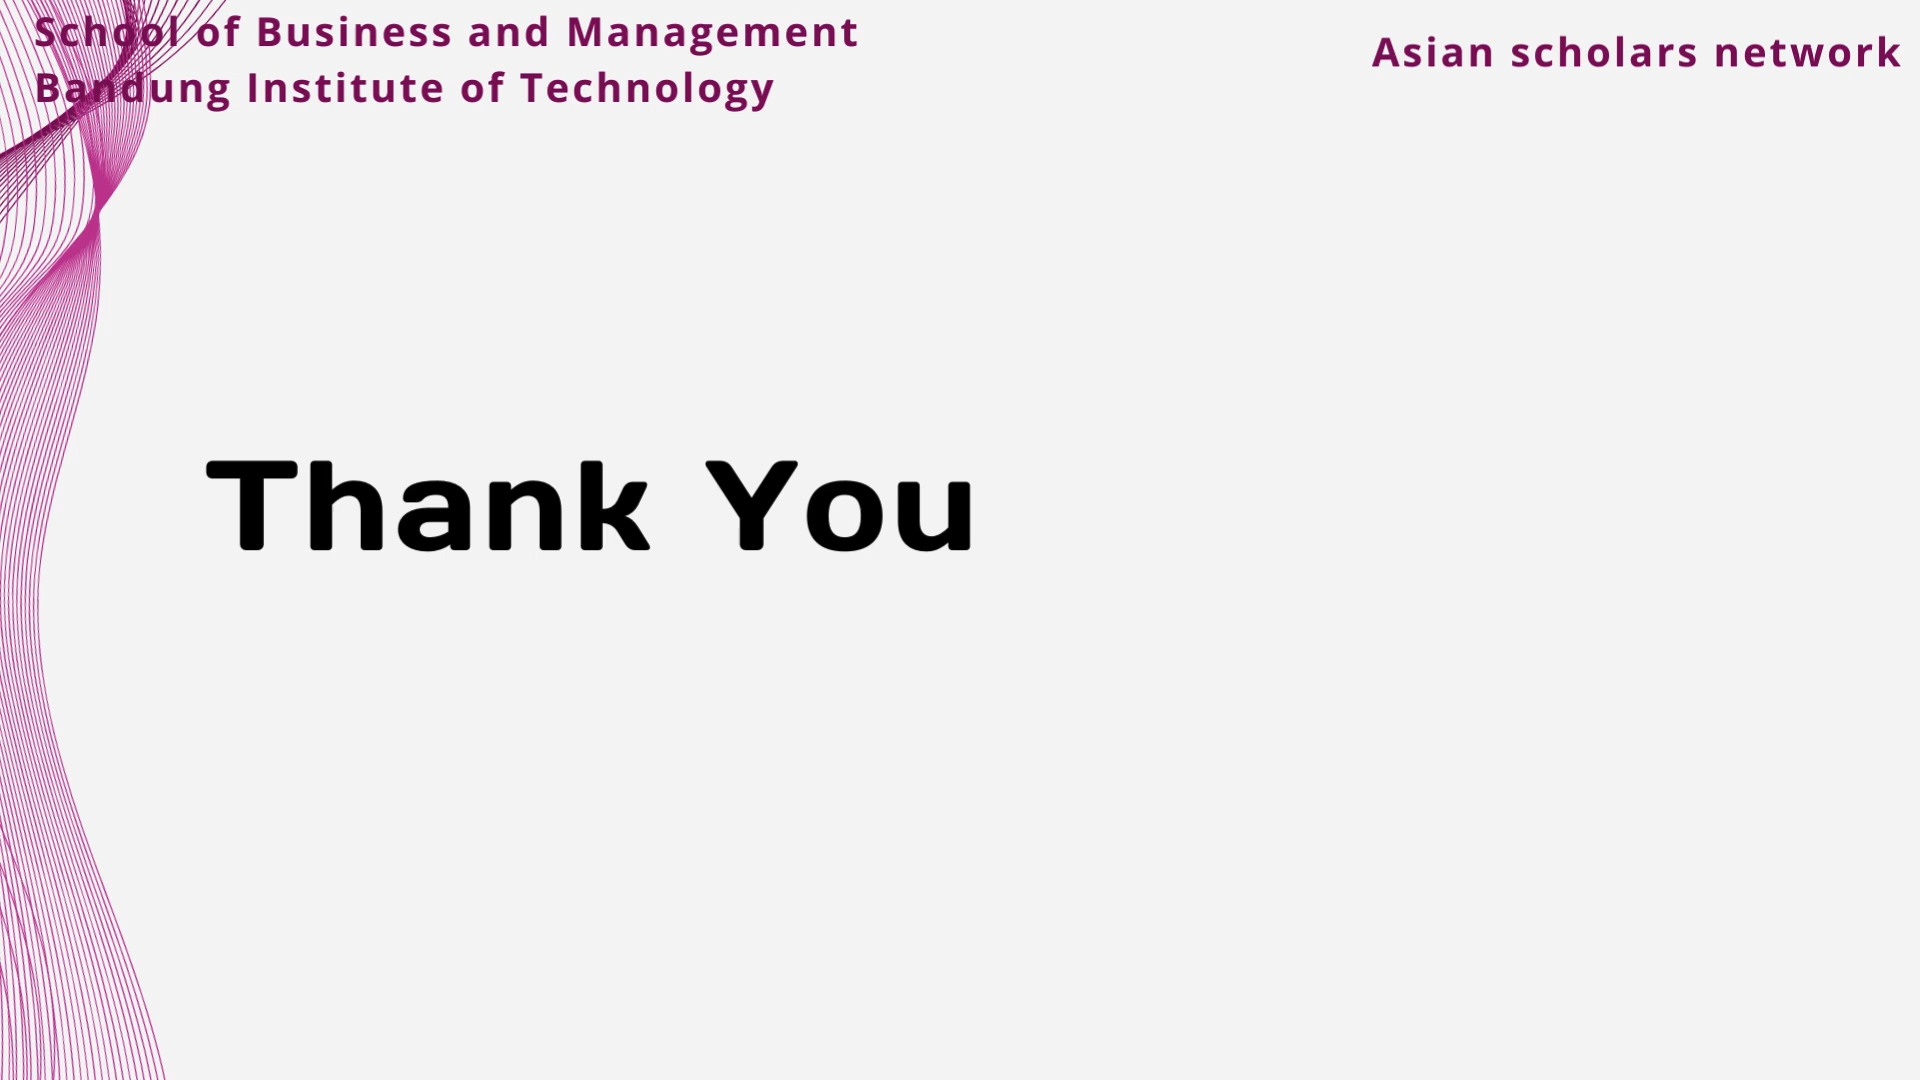 School of Business and Management
Bandung Institute of Technology
Asian scholars network
Thank You